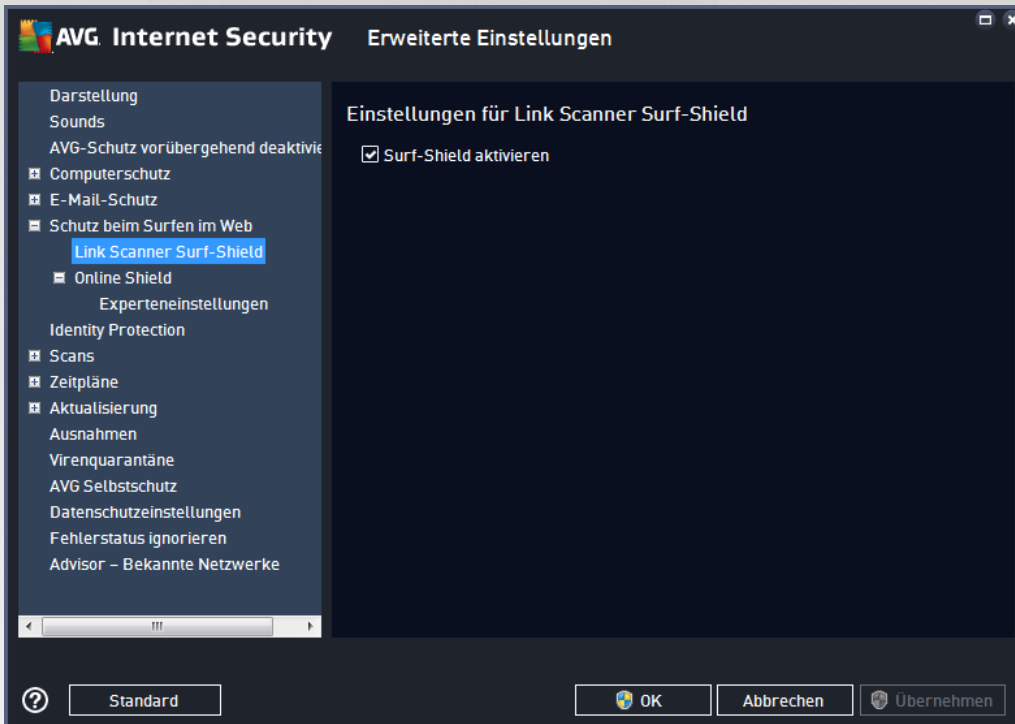 AVG Internet Security Erweiterte Einstellungen
Darstellung
Sounds
AVG-Schutz vorübergehend deaktivie
Computerschutz
E-Mail-Schutz
Schutz beim Surfen im Web
Link Scanner Surf-Shield
Online Shield
Experteneinstellungen
Identity Protection
Scans
Zeitpläne
Aktualisierung
Ausnahmen
Virenquarantäne
AVG Selbstschutz
Datenschutzeinstellungen
Fehlerstatus ignorieren
Advisor – Bekannte Netzwerke
Einstellungen für Link Scanner Surf-Shield
Surf-Shield aktivieren
? Standard OK Abbrechen Übernehmen